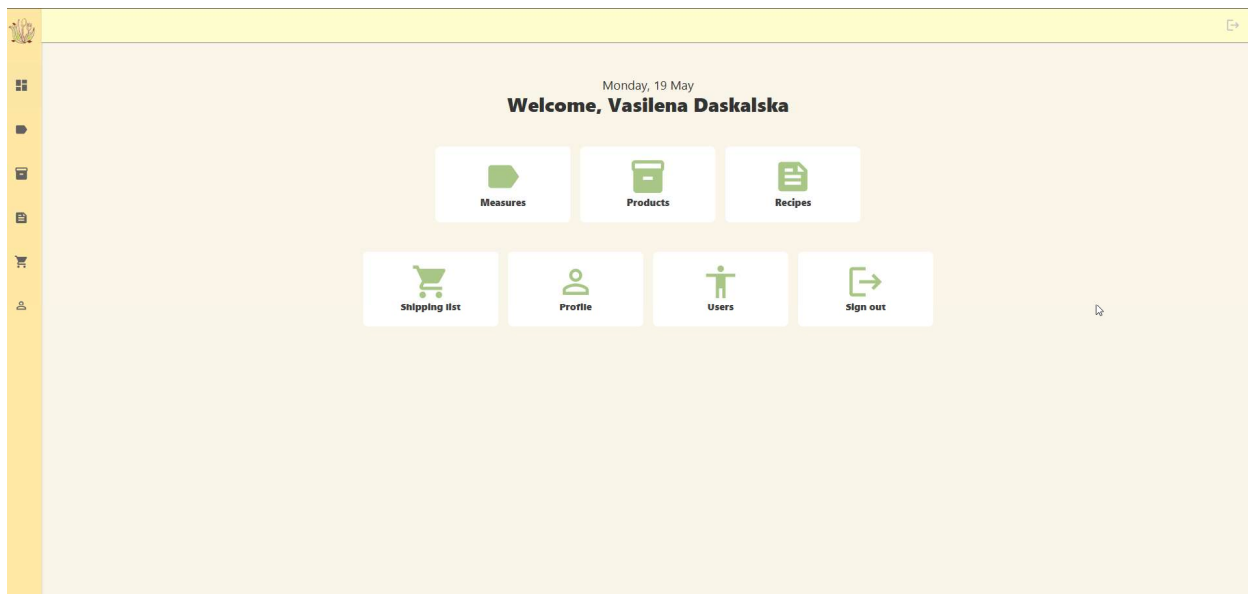 Monday, 19 May
Welcome, Vasilena Daskalska
Measures Products Recipes
Shipping list Profile Users Sign out